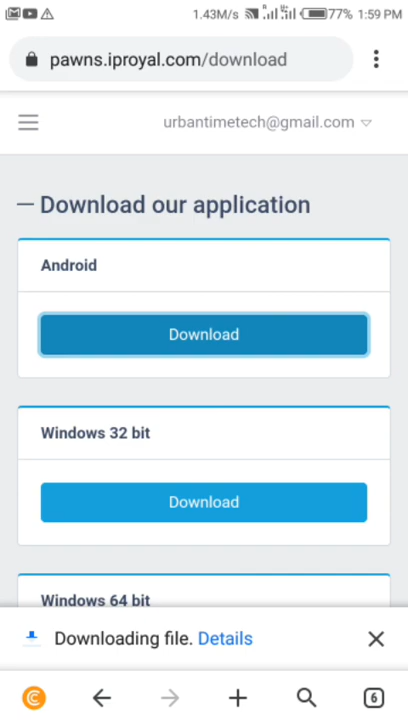 1.43M/s 77% 1:59 PM
pawns.iproyal.com/download
urbantimetech@gmail.com
— Download our application
Android
Download
Windows 32 bit
Download
Windows 64 bit
Downloading file. Details
6